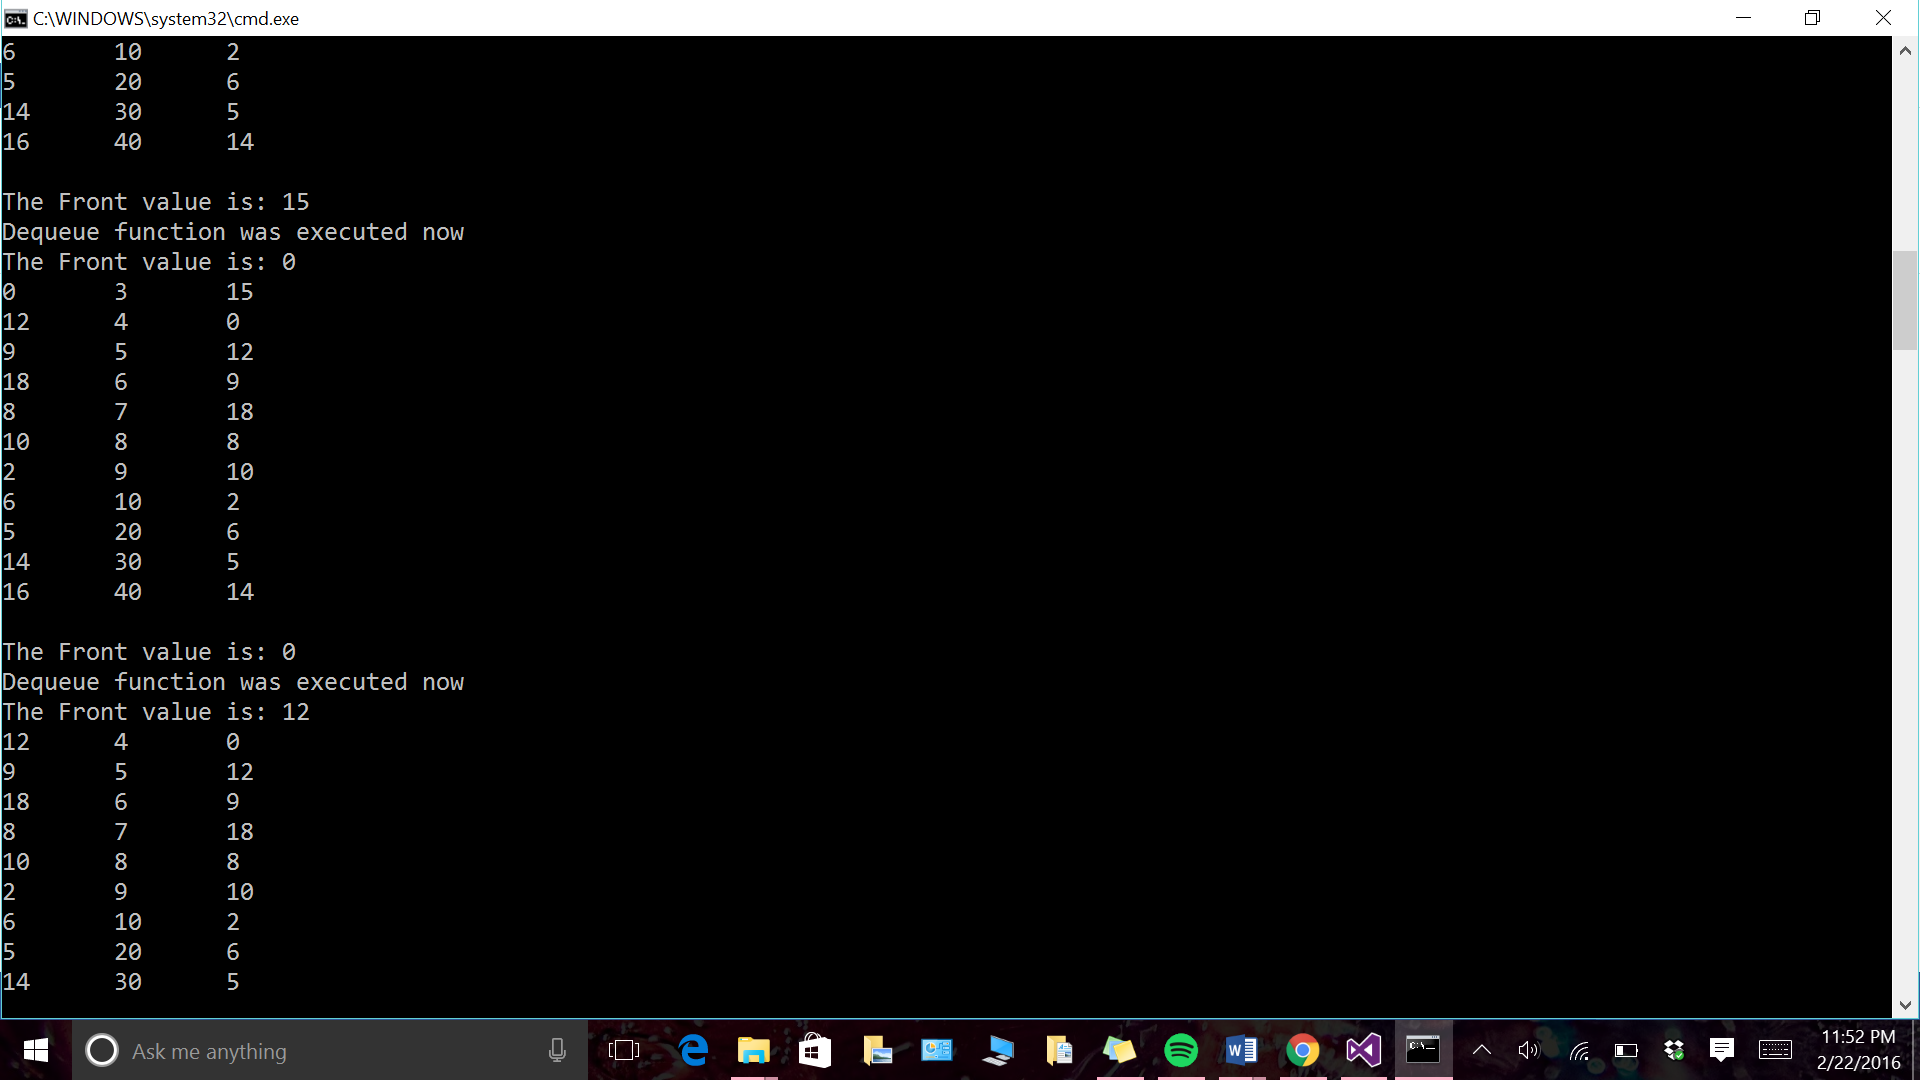 C:\WINDOWS\system32\cmd.exe
6 10 2
5 20 6
14 30 5
16 40 14
The Front value is: 15
Dequeue function was executed now
The Front value is: 0
0 3 15
12 4 0
9 5 12
18 6 9
8 7 18
10 8 8
2 9 10
6 10 2
5 20 6
14 30 5
16 40 14
The Front value is: 0
Dequeue function was executed now
The Front value is: 12
12 4 0
9 5 12
18 6 9
8 7 18
10 8 8
2 9 10
6 10 2
5 20 6
14 30 5
Ask me anything
11:52 PM
2/22/2016